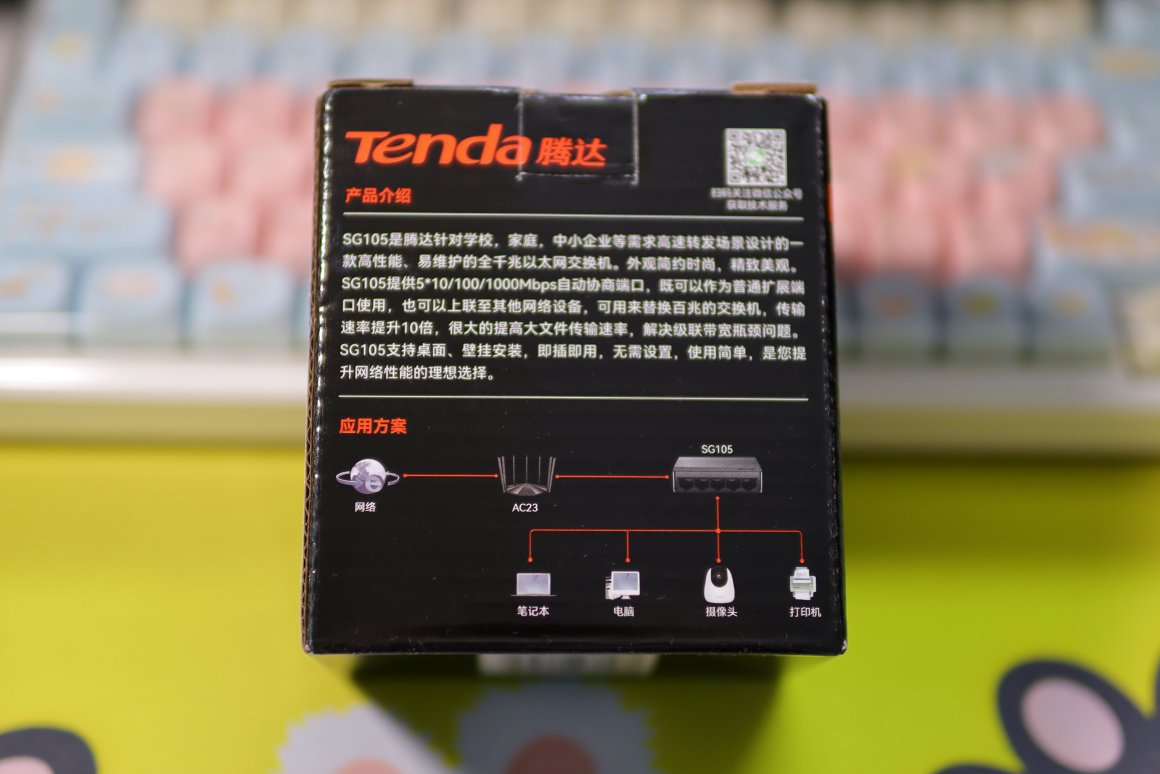 Tenda 腾达
产品介绍
扫码关注微信公众号
获取技术服务
SG105是腾达针对学校，家庭，中小企业等需求高速转发场景设计的一
款高性能、易维护的全千兆以太网交换机。外观简约时尚，精致美观。
SG105提供5*10/100/1000Mbps自动协商端口，既可以作为普通扩展端
口使用，也可以上联至其他网络设备，可用来替换百兆的交换机，传输
速率提升10倍，很大的提高大文件传输速率，解决级联带宽瓶颈问题。
SG105支持桌面、壁挂安装，即插即用，无需设置，使用简单，是您提
升网络性能的理想选择。
应用方案
SG105
网络
AC23
笔记本
电脑
摄像头
打印机